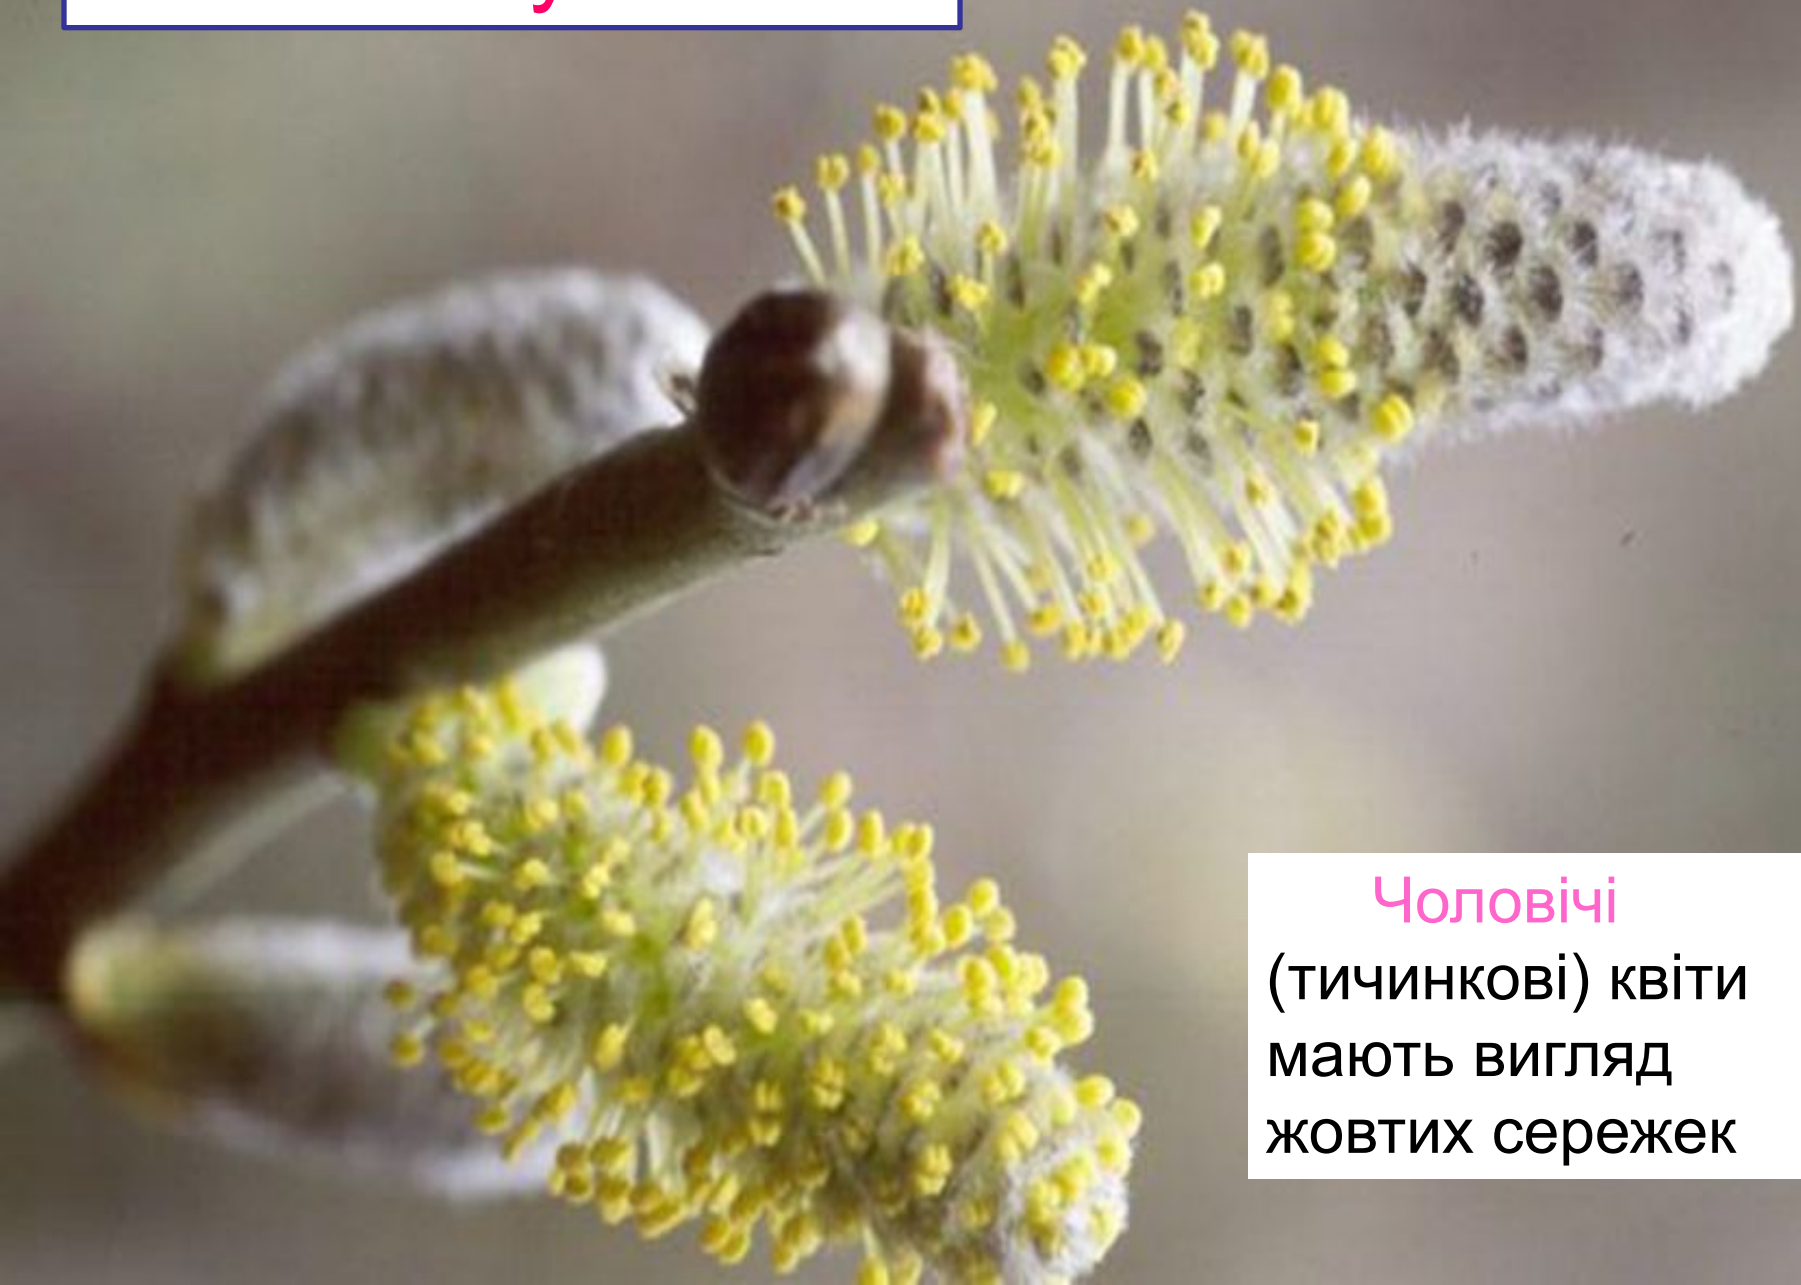 Чоловічі
(тичинкові) квіти
мають вигляд
жовтих сережек